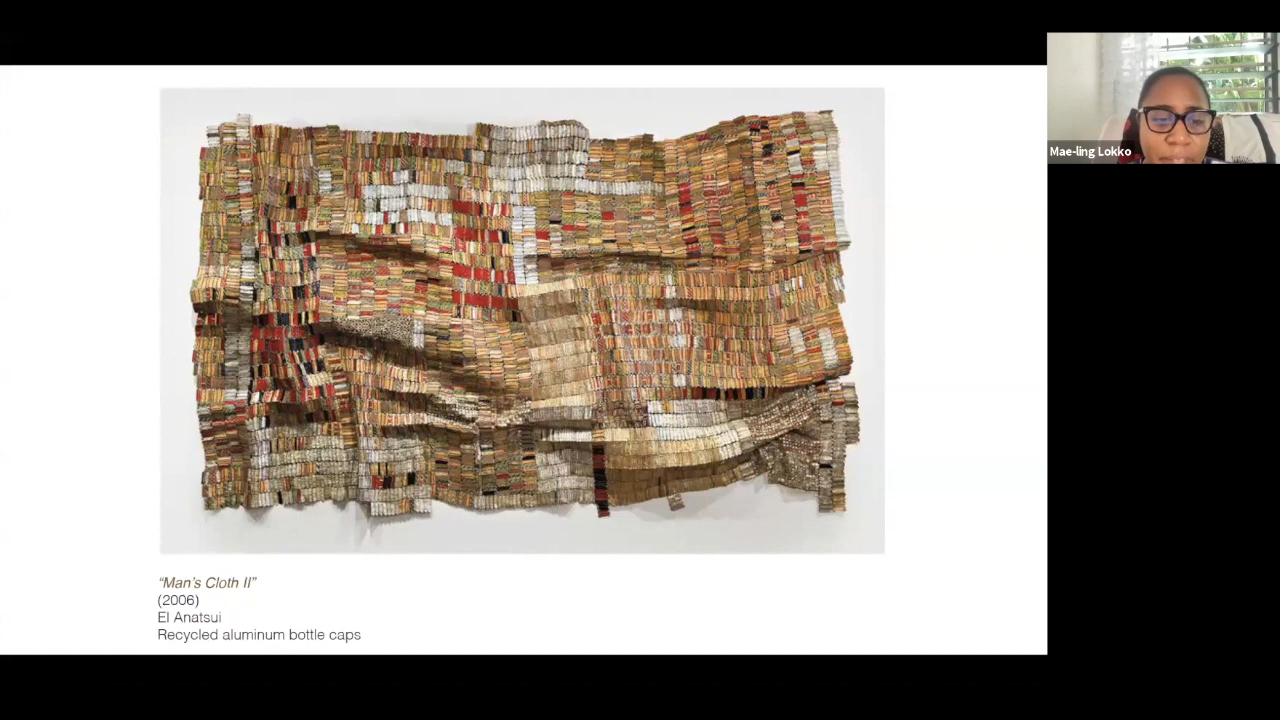 Mae-ling Lokko
“Man’s Cloth II”
(2006)
El Anatsui
Recycled aluminum bottle caps